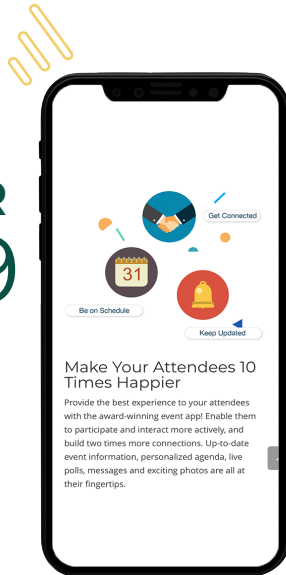 R
9
Get Connected
31
Be on Schedule
Keep Updated
Make Your Attendees 10
Times Happier
Provide the best experience to your attendees
with the award-winning event app! Enable them
to participate and interact more actively, and
build two times more connections. Up-to-date
event information, personalized agenda, live
polls, messages and exciting photos are all at
their fingertips.